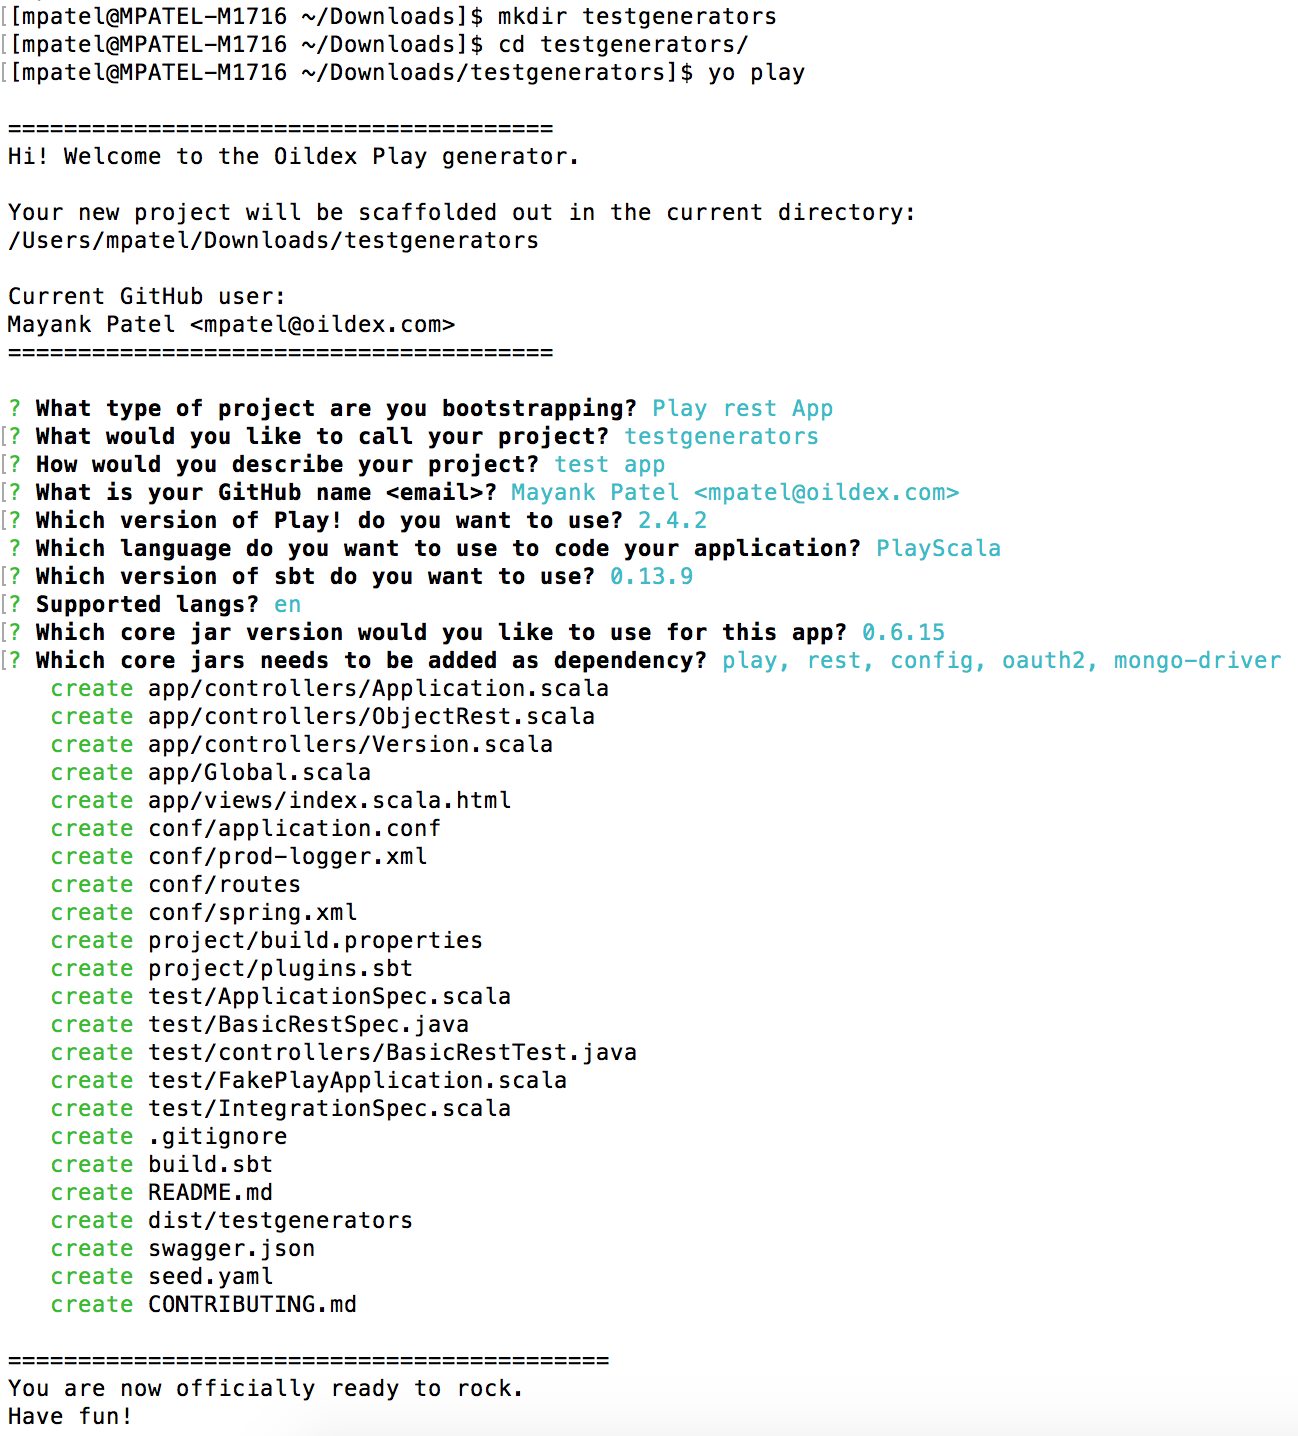 [[mpatel@MPATEL-M1716 ~/Downloads]$ mkdir testgenerators
[[mpatel@MPATEL-M1716 ~/Downloads]$ cd testgenerators/
[[mpatel@MPATEL-M1716 ~/Downloads/testgenerators]$ yo play
=======================================
Hi! Welcome to the Oildex Play generator.
Your new project will be scaffolded out in the current directory:
/Users/mpatel/Downloads/testgenerators
Current GitHub user:
Mayank Patel <mpatel@oildex.com>
=======================================
? What type of project are you bootstrapping? Play rest App
[? What would you like to call your project? testgenerators
[? How would you describe your project? test app
[? What is your GitHub name <email>? Mayank Patel <mpatel@oildex.com>
[? Which version of Play! do you want to use? 2.4.2
? Which language do you want to use to code your application? PlayScala
[? Which version of sbt do you want to use? 0.13.9
[? Supported langs? en
[? Which core jar version would you like to use for this app? 0.6.15
[? Which core jars needs to be added as dependency? play, rest, config, oauth2, mongo-driver
create app/controllers/Application.scala
create app/controllers/ObjectRest.scala
create app/controllers/Version.scala
create app/Global.scala
create app/views/index.scala.html
create conf/application.conf
create conf/prod-logger.xml
create conf/routes
create conf/spring.xml
create project/build.properties
create project/plugins.sbt
create test/ApplicationSpec.scala
create test/BasicRestSpec.java
create test/controllers/BasicRestTest.java
create test/FakePlayApplication.scala
create test/IntegrationSpec.scala
create .gitignore
create build.sbt
create README.md
create dist/testgenerators
create swagger.json
create seed.yaml
create CONTRIBUTING.md
===========================================
You are now officially ready to rock.
Have fun!